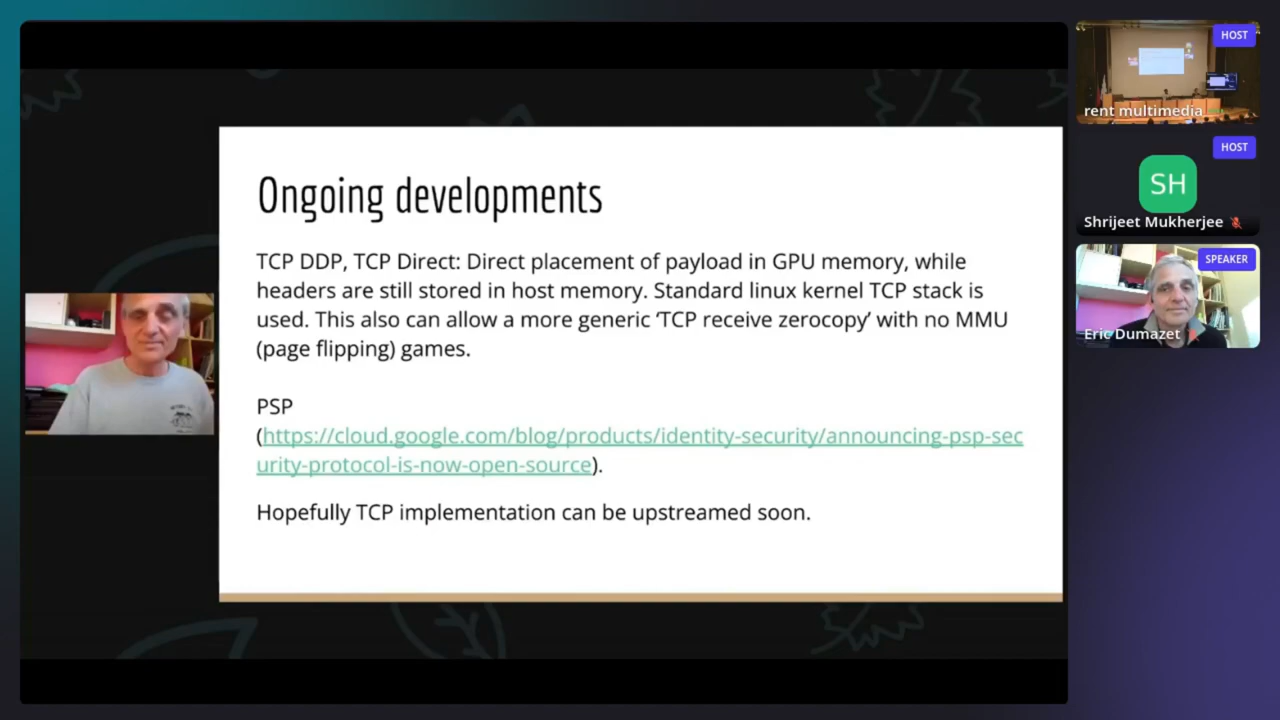 Ongoing developments
TCP DDP, TCP Direct: Direct placement of payload in GPU memory, while
headers are still stored in host memory. Standard linux kernel TCP stack is
used. This also can allow a more generic ‘TCP receive zerocopy’ with no MMU
(page flipping) games.
PSP
(https://cloud.google.com/blog/products/identity-security/announcing-psp-sec
urity-protocol-is-now-open-source).
Hopefully TCP implementation can be upstreamed soon.
HOST
rent multimedia
HOST
SH
Shrijeet Mukherjee
SPEAKER
Eric Dumazet